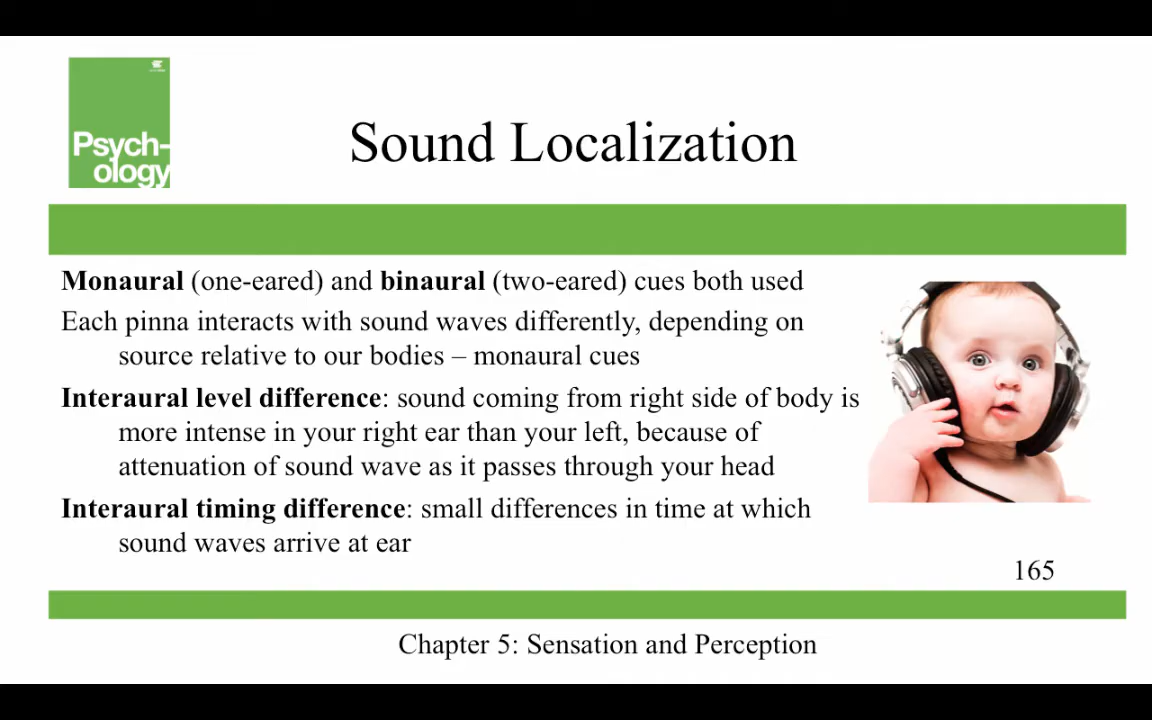 Psych-
ology
Sound Localization
Monaural (one-eared) and binaural (two-eared) cues both used
Each pinna interacts with sound waves differently, depending on
source relative to our bodies – monaural cues
Interaural level difference: sound coming from right side of body is
more intense in your right ear than your left, because of
attenuation of sound wave as it passes through your head
Interaural timing difference: small differences in time at which
sound waves arrive at ear
165
Chapter 5: Sensation and Perception